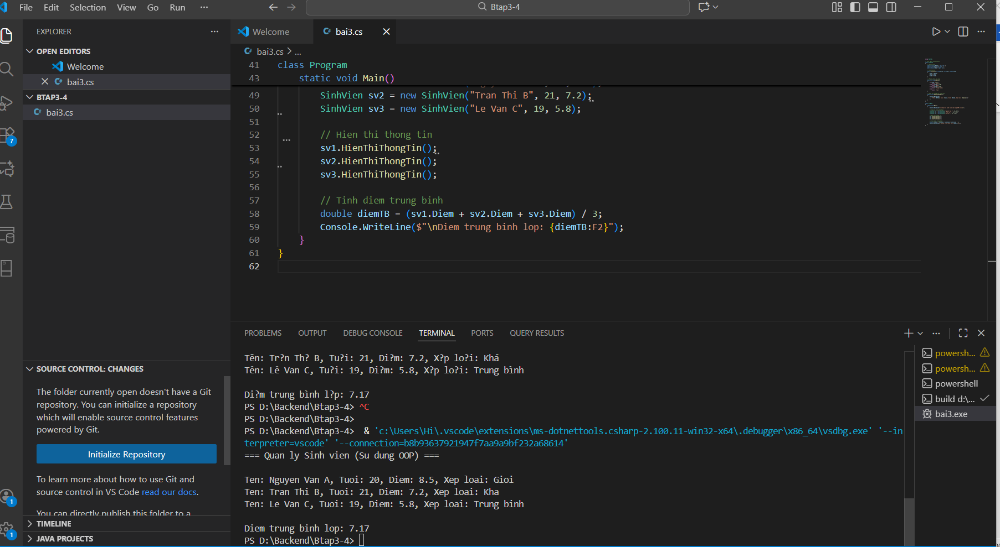 File Edit Selection View Go Run ···
Btap3-4
EXPLORER ···
OPEN EDITORS
Welcome
bai3.cs
BTAP3-4
bai3.cs
7
SOURCE CONTROL: CHANGES
The folder currently open doesn't have a Git
repository. You can initialize a repository
which will enable source control features
powered by Git.
Initialize Repository
To learn more about how to use Git and
source control in VS Code read our docs.
You can directly publish this folder to a
TIMELINE
JAVA PROJECTS
1
1
Welcome
bai3.cs
bai3.cs > ...
41 class Program
43 static void Main()
49 SinhVien sv2 = new SinhVien("Tran Thi B", 21, 7.2);
50 SinhVien sv3 = new SinhVien("Le Van C", 19, 5.8);
51
52 // Hien thi thong tin
53 sv1.HienThiThongTin();
54 sv2.HienThiThongTin();
55 sv3.HienThiThongTin();
56
57 // Tinh diem trung binh
58 double diemTB = (sv1.Diem + sv2.Diem + sv3.Diem) / 3;
59 Console.WriteLine($"\nDiem trung binh lop: {diemTB:F2}");
60 }
61 }
62
PROBLEMS OUTPUT DEBUG CONSOLE TERMINAL PORTS QUERY RESULTS
Tên: Tr?n Th? B, Tu?i: 21, Di?m: 7.2, X?p lo?i: Khá
Tên: Lê Van C, Tu?i: 19, Di?m: 5.8, X?p lo?i: Trung bình
Di?m trung bình l?p: 7.17
PS D:\Backend\Btap3-4> ^C
PS D:\Backend\Btap3-4>
PS D:\Backend\Btap3-4>  & 'c:\Users\Hi\.vscode\extensions\ms-dotnettools.csharp-2.100.11-win32-x64\.debugger\x86_64\vsdbg.exe' '--in
terpreter=vscode' '--connection=b8b93637921947f7aa9a9bf232a68614'
=== Quan ly Sinh vien (Su dung OOP) ===
Ten: Nguyen Van A, Tuoi: 20, Diem: 8.5, Xep loai: Gioi
Ten: Tran Thi B, Tuoi: 21, Diem: 7.2, Xep loai: Kha
Ten: Le Van C, Tuoi: 19, Diem: 5.8, Xep loai: Trung binh
Diem trung binh lop: 7.17
PS D:\Backend\Btap3-4>
powersh...
powersh...
powershell
build d:\...
bai3.exe